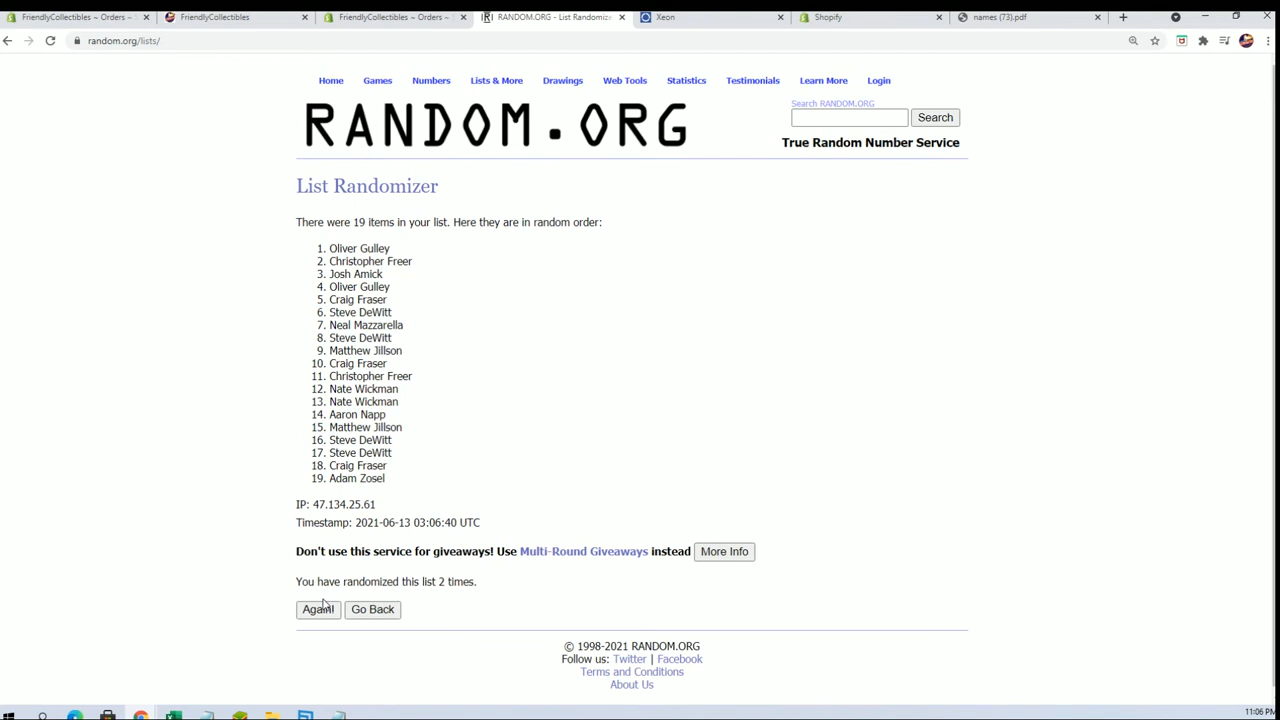 FriendlyCollectibles ~ Orders ~
FriendlyCollectibles
FriendlyCollectibles ~ Orders ~
RANDOM.ORG - List Randomize
Xeon
Shopify
names (73).pdf
random.org/lists/
Home Games Numbers Lists & More Drawings Web Tools Statistics Testimonials Learn More Login
RANDOM.ORG
Search RANDOM.ORG
Search
True Random Number Service
List Randomizer
There were 19 items in your list. Here they are in random order:
1. Oliver Gulley
2. Christopher Freer
3. Josh Amick
4. Oliver Gulley
5. Craig Fraser
6. Steve DeWitt
7. Neal Mazzarella
8. Steve DeWitt
9. Matthew Jillson
10. Craig Fraser
11. Christopher Freer
12. Nate Wickman
13. Nate Wickman
14. Aaron Napp
15. Matthew Jillson
16. Steve DeWitt
17. Steve DeWitt
18. Craig Fraser
19. Adam Zosel
IP: 47.134.25.61
Timestamp: 2021-06-13 03:06:40 UTC
Don't use this service for giveaways! Use Multi-Round Giveaways instead More Info
You have randomized this list 2 times.
Again! Go Back
© 1998-2021 RANDOM.ORG
Follow us: Twitter | Facebook
Terms and Conditions
About Us
11:06 PM